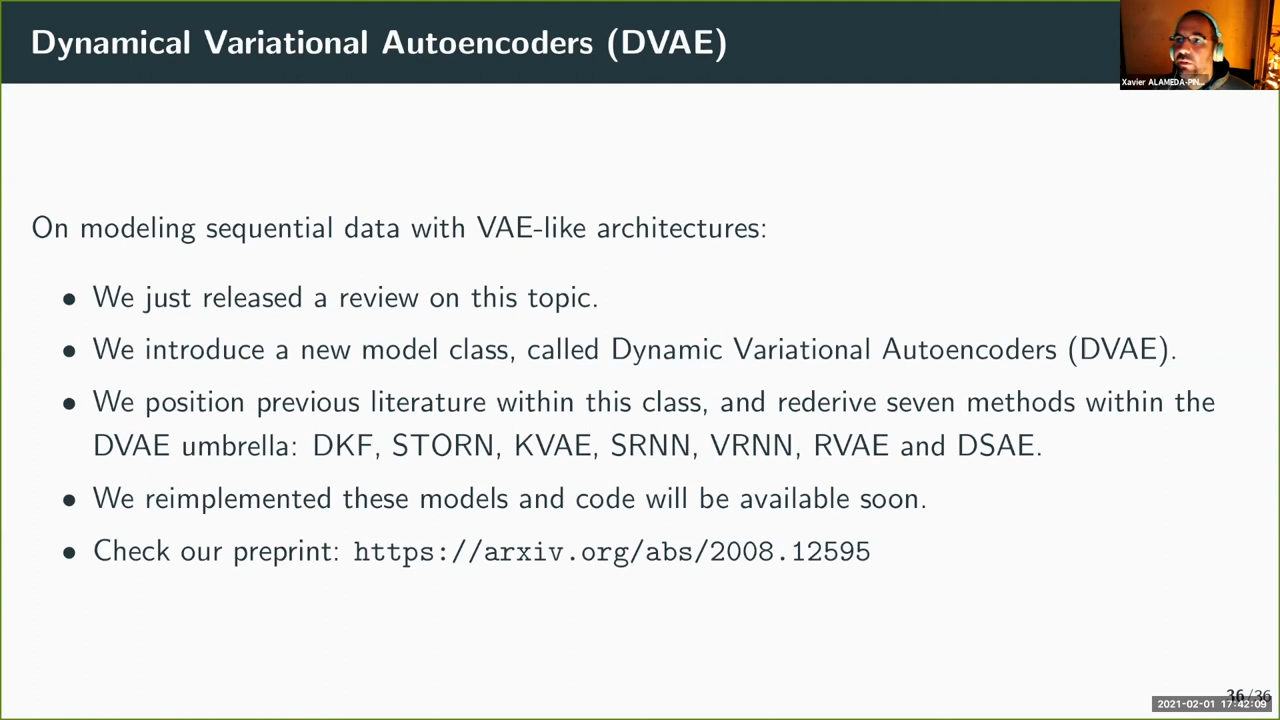 Dynamical Variational Autoencoders (DVAE)
Xavier ALAMEDA-PIN...
On modeling sequential data with VAE-like architectures:
• We just released a review on this topic.
• We introduce a new model class, called Dynamic Variational Autoencoders (DVAE).
• We position previous literature within this class, and rederive seven methods within the
DVAE umbrella: DKF, STORN, KVAE, SRNN, VRNN, RVAE and DSAE.
• We reimplemented these models and code will be available soon.
• Check our preprint: https://arxiv.org/abs/2008.12595
36/36
2021-02-01 17:42:09